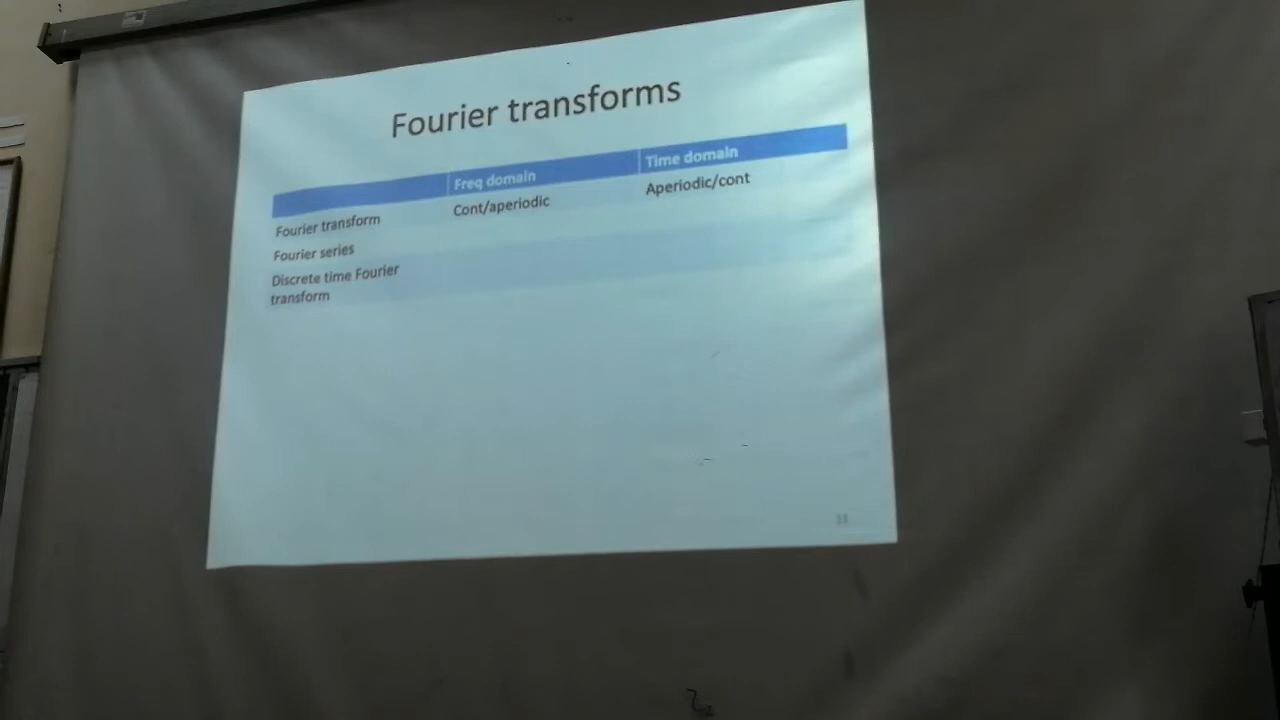 Fourier transforms
Freq domain
Time domain
Fourier transform
Cont/aperiodic
Aperiodic/cont
Fourier series
Discrete time Fourier
transform